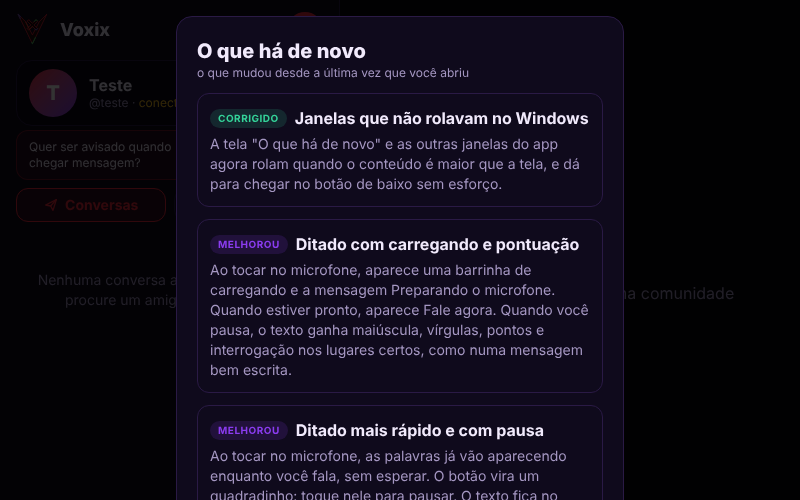 Voxix
T
Teste
@teste · conect
Quer ser avisado quando
chegar mensagem?
Conversas
Nenhuma conversa a
procure um amig
na comunidade
O que há de novo
o que mudou desde a última vez que você abriu
CORRIGIDO Janelas que não rolavam no Windows
A tela "O que há de novo" e as outras janelas do app
agora rolam quando o conteúdo é maior que a tela, e dá
para chegar no botão de baixo sem esforço.
MELHOROU Ditado com carregando e pontuação
Ao tocar no microfone, aparece uma barrinha de
carregando e a mensagem Preparando o microfone.
Quando estiver pronto, aparece Fale agora. Quando você
pausa, o texto ganha maiúscula, vírgulas, pontos e
interrogação nos lugares certos, como numa mensagem
bem escrita.
MELHOROU Ditado mais rápido e com pausa
Ao tocar no microfone, as palavras já vão aparecendo
enquanto você fala, sem esperar. O botão vira um
quadradinho: toque nele para pausar. O texto fica no